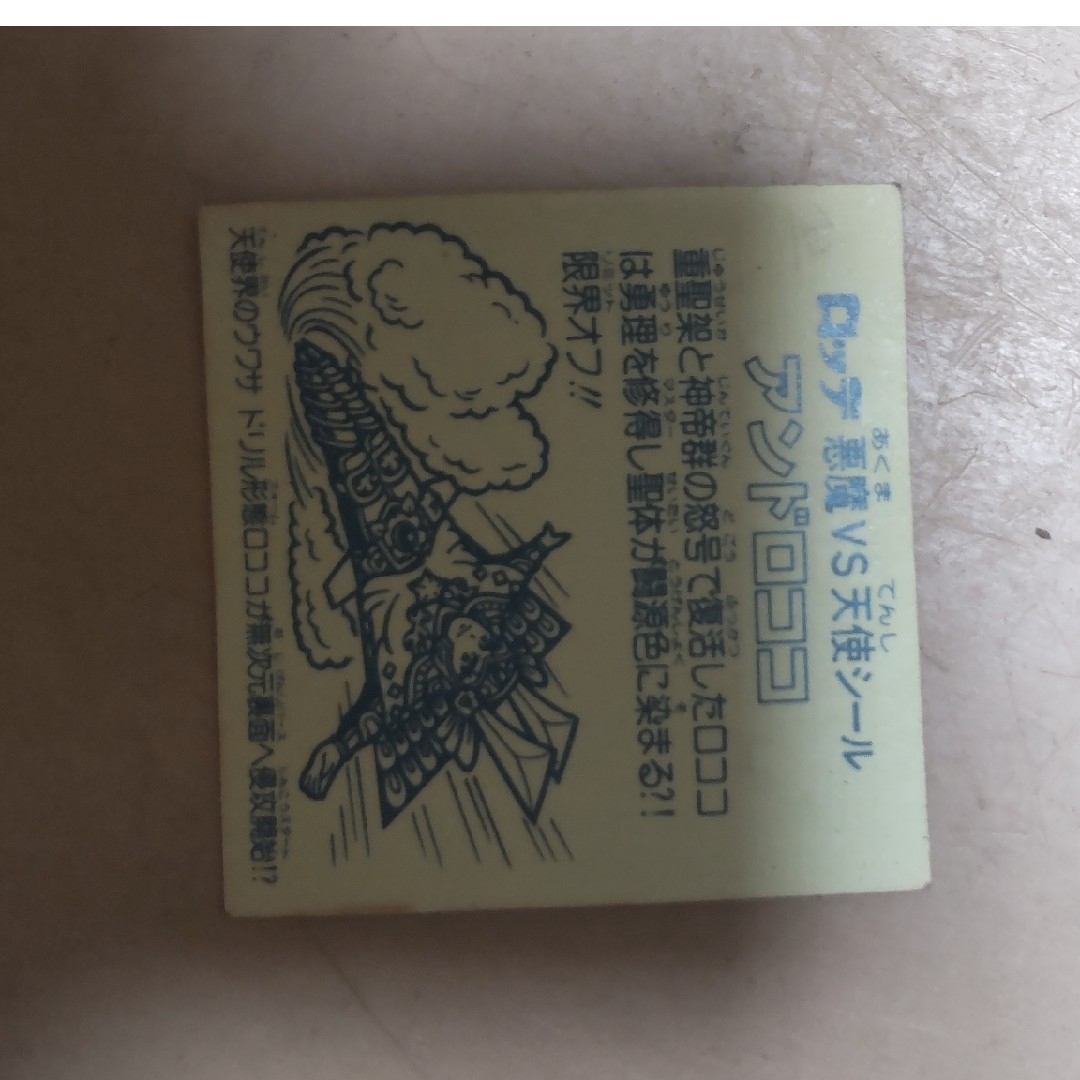 ロッテ 悪魔VS天使シール
アンドロココ
重聖架と神帝群の怒号で復活したロココ
は勇理を修得し聖体が闘源色に染まる?!
限界オフ!!
天使界のウワサ ドリル形態ロココが無次元裏面へ侵攻開始!?